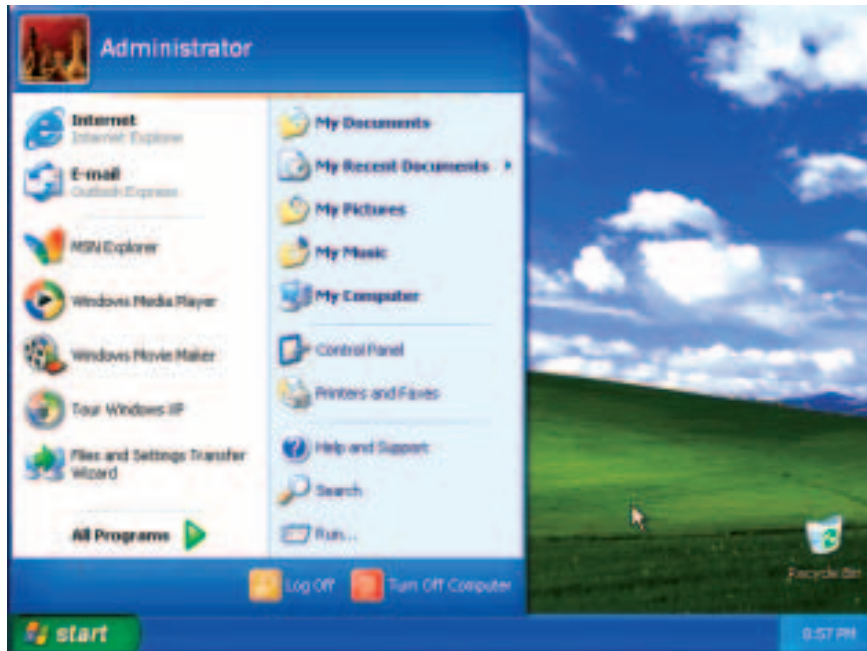 Administrator
Internet
Internet Explorer
E-mail
Outlook Express
MSN Explorer
Windows Media Player
Windows Movie Maker
Tour Windows XP
Files and Settings Transfer
Wizard
All Programs
My Documents
My Recent Documents
My Pictures
My Music
My Computer
Control Panel
Printers and Faxes
Help and Support
Search
Run...
Log Off
Turn Off Computer
Recycle Bin
start
8:57 PM